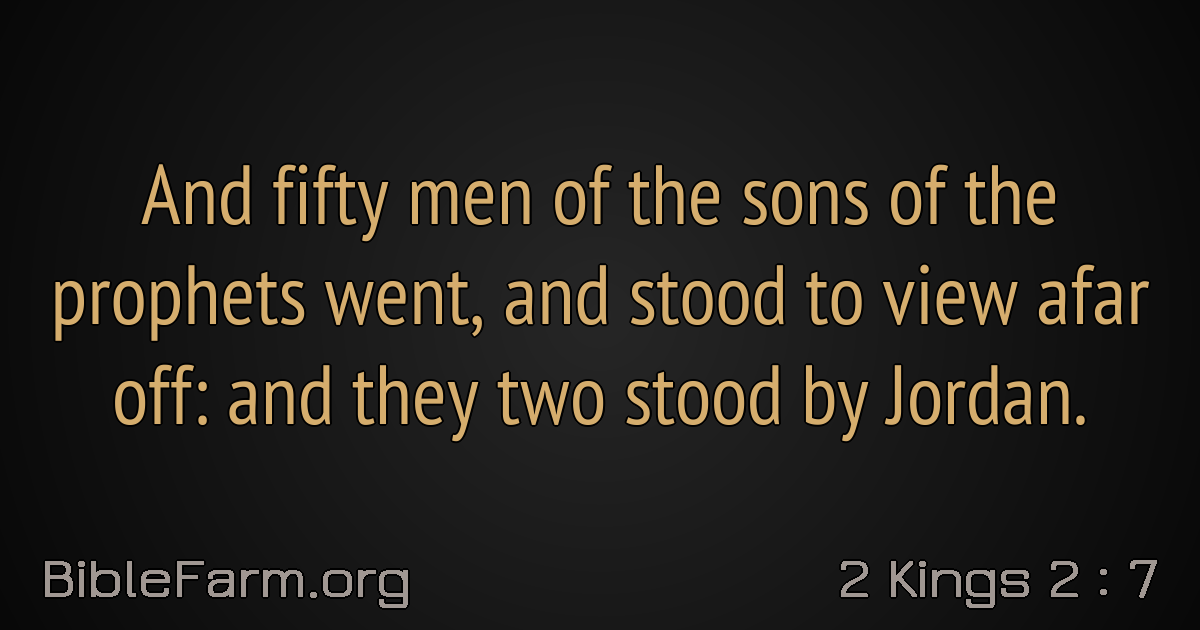 And fifty men of the sons of the
prophets went, and stood to view afar
off: and they two stood by Jordan.
BibleFarm.org
2 Kings 2 : 7